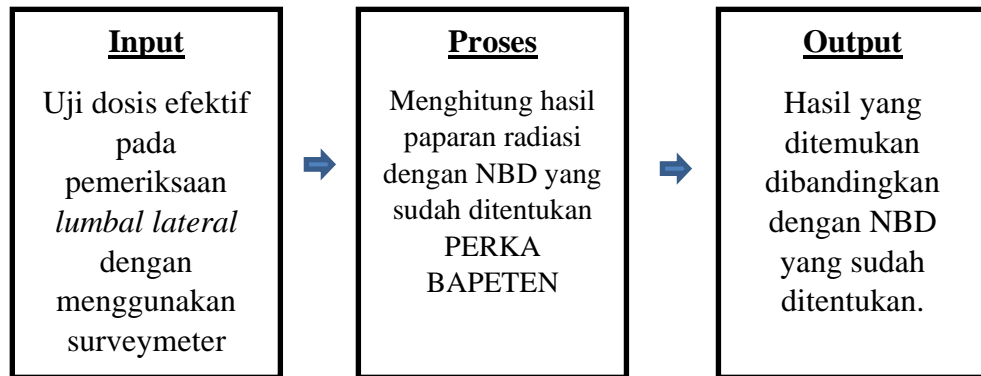 Input
Uji dosis efektif
pada
pemeriksaan
lumbal lateral
dengan
menggunakan
surveymeter
Proses
Menghitung hasil
paparan radiasi
dengan NBD yang
sudah ditentukan
PERKA
BAPETEN
Output
Hasil yang
ditemukan
dibandingkan
dengan NBD
yang sudah
ditentukan.